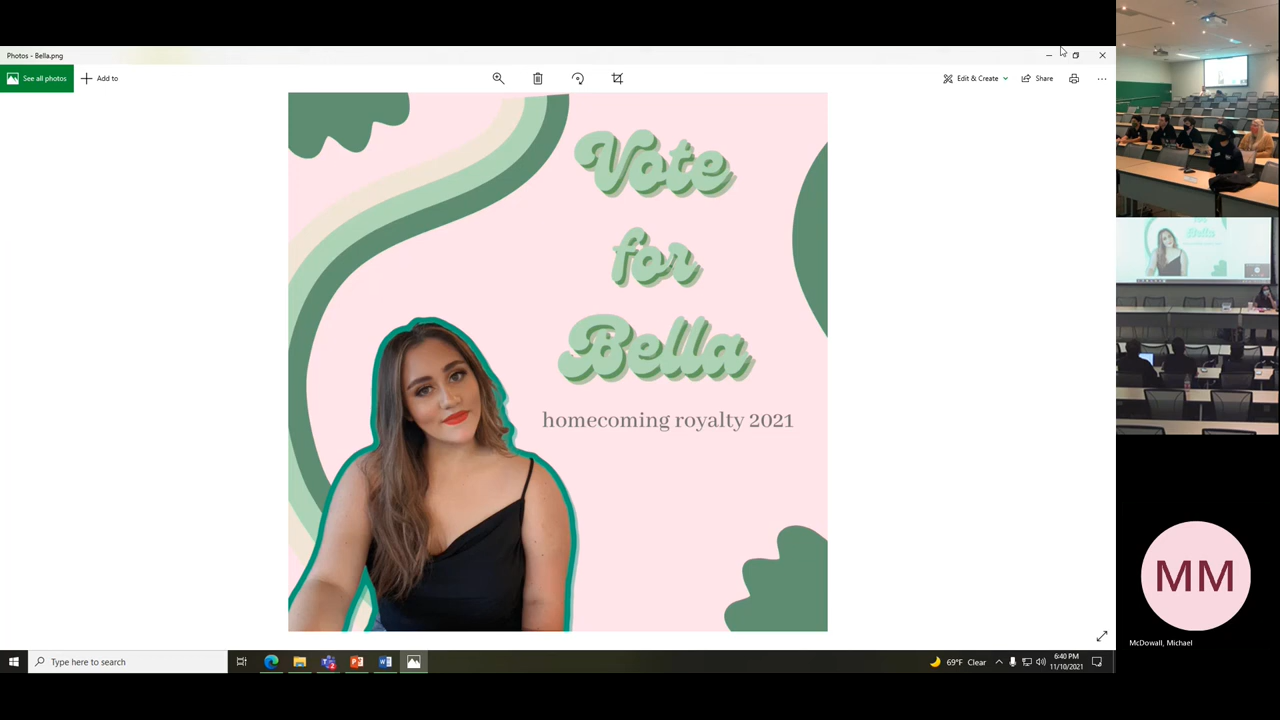 Photos - Bella.png
See all photos
Add to
Edit & Create
Share
Vote
for
Bella
homecoming royalty 2021
MM
McDowall, Michael
Type here to search
69°F Clear
6:40 PM
11/10/2021